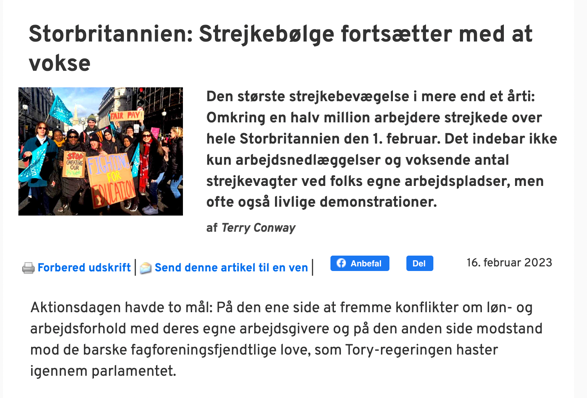 Storbritannien: Strejkebølge fortsætter med at
vokse
FAIR PAY
STOP
FIGHTING
FOR
EDUCATION
Den største strejkebevægelse i mere end et årti:
Omkring en halv million arbejdere strejkede over
hele Storbritannien den 1. februar. Det indebar ikke
kun arbejdsnedlæggelser og voksende antal
strejkevagter ved folks egne arbejdspladser, men
ofte også livlige demonstrationer.
af Terry Conway
Forbered udskrift | Send denne artikel til en ven | Anbefal Del 16. februar 2023
Aktionsdagen havde to mål: På den ene side at fremme konflikter om løn- og
arbejdsforhold med deres egne arbejdsgivere og på den anden side modstand
mod de barske fagforeningsfjendtlige love, som Tory-regeringen haster
igennem parlamentet.